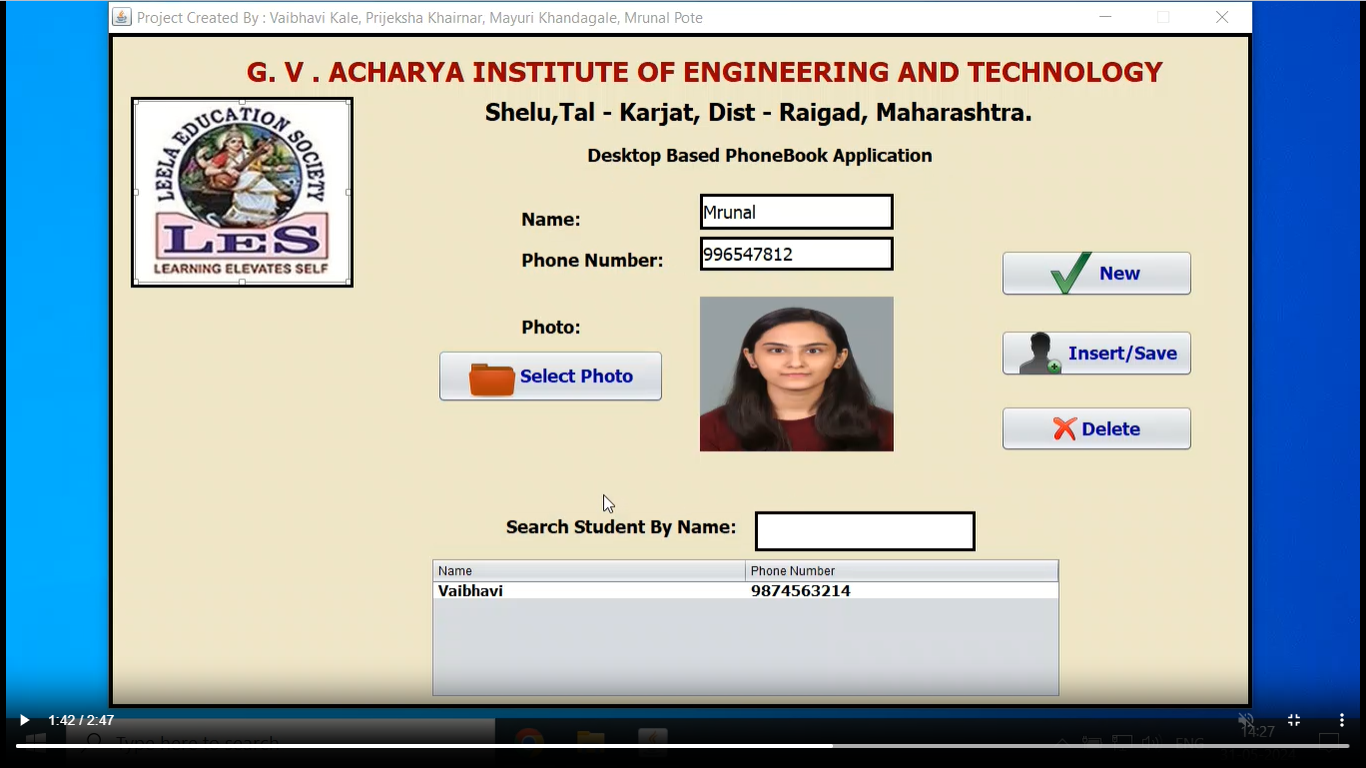 Project Created By : Vaibhavi Kale, Prijeksha Khairnar, Mayuri Khandagale, Mrunal Pote
G. V . ACHARYA INSTITUTE OF ENGINEERING AND TECHNOLOGY
Shelu,Tal - Karjat, Dist - Raigad, Maharashtra.
Desktop Based PhoneBook Application
LEELA EDUCATION SOCIETY
LES
LEARNING ELEVATES SELF
Name: Mrunal
Phone Number: 996547812
New
Photo:
Insert/Save
Select Photo
Delete
Search Student By Name:
Name Phone Number
Vaibhavi 9874563214
1:42 / 2:47
Type here to search
14:27
ENG